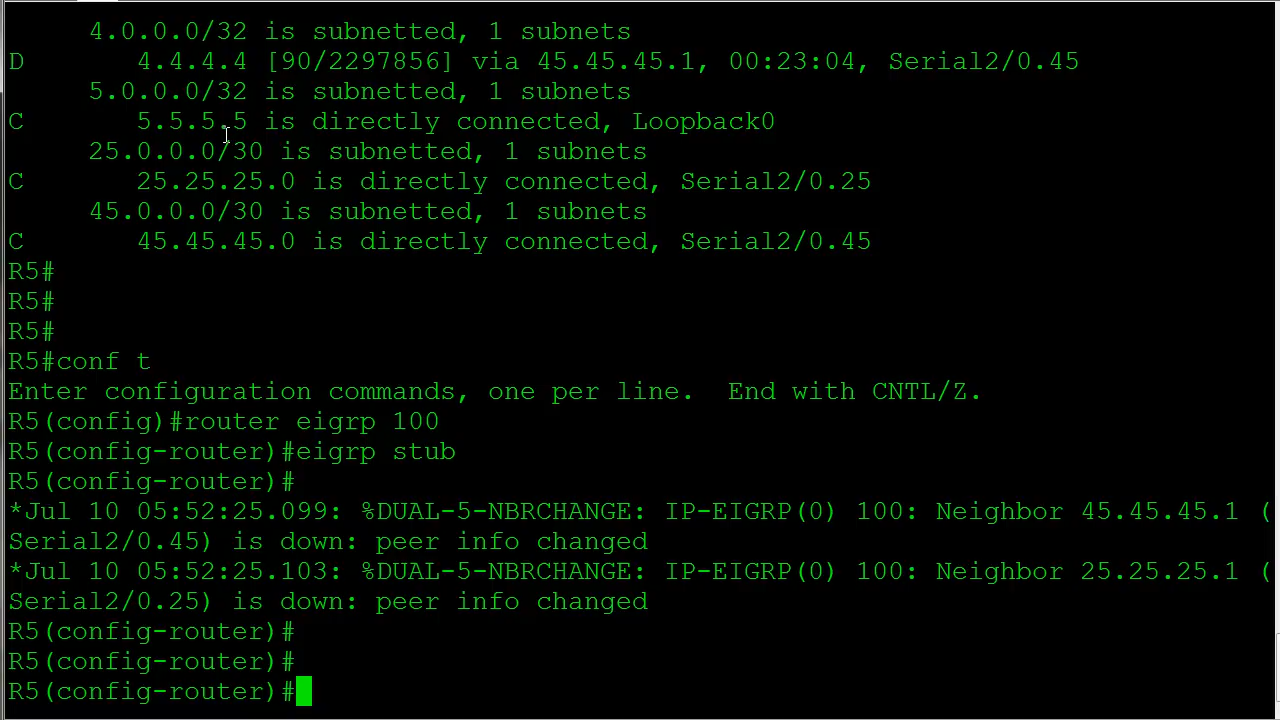 4.0.0.0/32 is subnetted, 1 subnets
D 4.4.4.4 [90/2297856] via 45.45.45.1, 00:23:04, Serial2/0.45
5.0.0.0/32 is subnetted, 1 subnets
C 5.5.5.5 is directly connected, Loopback0
25.0.0.0/30 is subnetted, 1 subnets
C 25.25.25.0 is directly connected, Serial2/0.25
45.0.0.0/30 is subnetted, 1 subnets
C 45.45.45.0 is directly connected, Serial2/0.45
R5#
R5#
R5#
R5#conf t
Enter configuration commands, one per line.  End with CNTL/Z.
R5(config)#router eigrp 100
R5(config-router)#eigrp stub
R5(config-router)#
*Jul 10 05:52:25.099: %DUAL-5-NBRCHANGE: IP-EIGRP(0) 100: Neighbor 45.45.45.1 (
Serial2/0.45) is down: peer info changed
*Jul 10 05:52:25.103: %DUAL-5-NBRCHANGE: IP-EIGRP(0) 100: Neighbor 25.25.25.1 (
Serial2/0.25) is down: peer info changed
R5(config-router)#
R5(config-router)#
R5(config-router)#